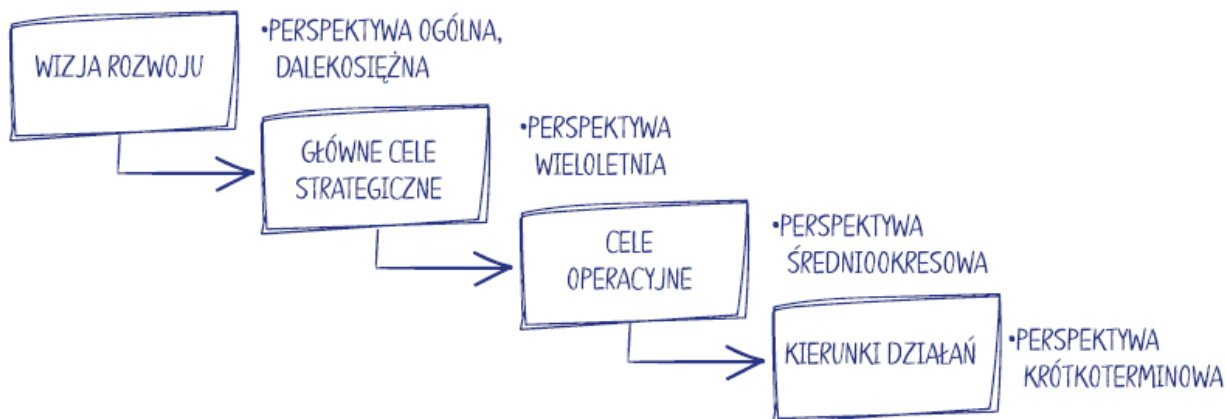 WIZJA ROZWOJU
•PERSPEKTYWA OGÓLNA,
DALEKOSIĘŻNA
GŁÓWNE CELE
STRATEGICZNE
•PERSPEKTYWA
WIELOLETNIA
CELE
OPERACYJNE
•PERSPEKTYWA
ŚREDNIOOKRESOWA
KIERUNKI DZIAŁAŃ
•PERSPEKTYWA
KRÓTKOTERMINOWA